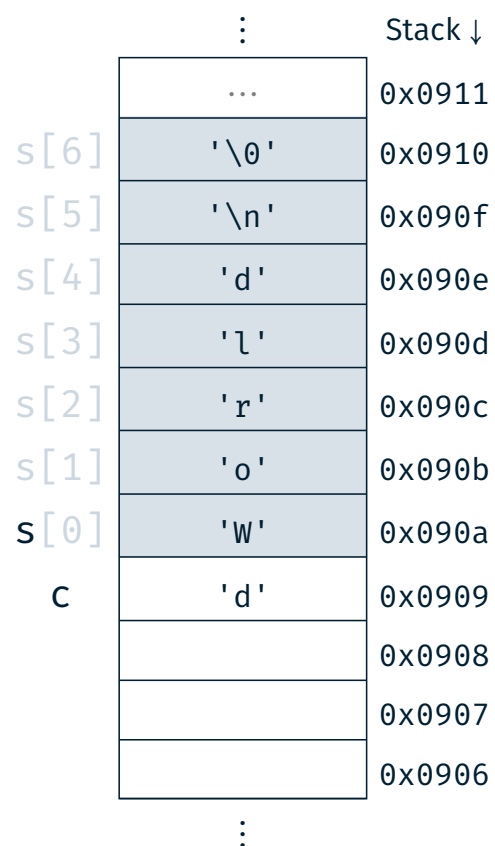 ⋮ Stack ↓
... 0x0911
s[6] '\0' 0x0910
s[5] '\n' 0x090f
s[4] 'd' 0x090e
s[3] 'l' 0x090d
s[2] 'r' 0x090c
s[1] 'o' 0x090b
s[0] 'W' 0x090a
c 'd' 0x0909
0x0908
0x0907
0x0906
⋮